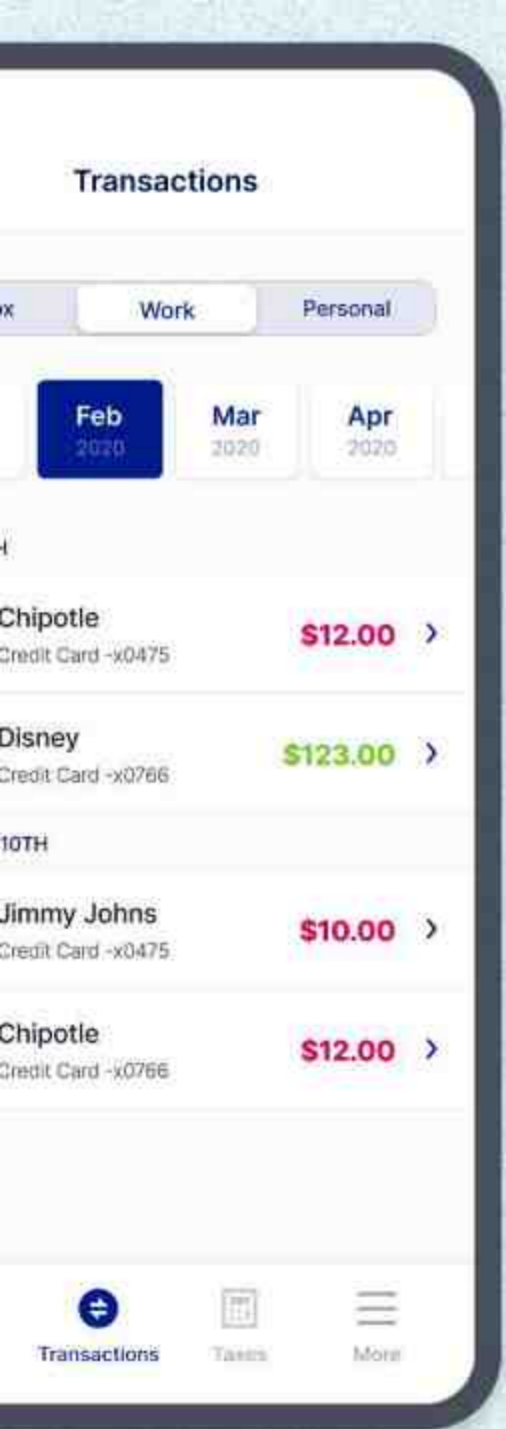 Transactions
ox Work Personal
Feb Mar Apr
2020 2020 2020
H
Chipotle
$12.00
Credit Card -x0475
Disney
$123.00
Credit Card -x0766
10TH
Jimmy Johns
$10.00
Credit Card -x0475
Chipotle
$12.00
Credit Card -x0766
Transactions Taxes More